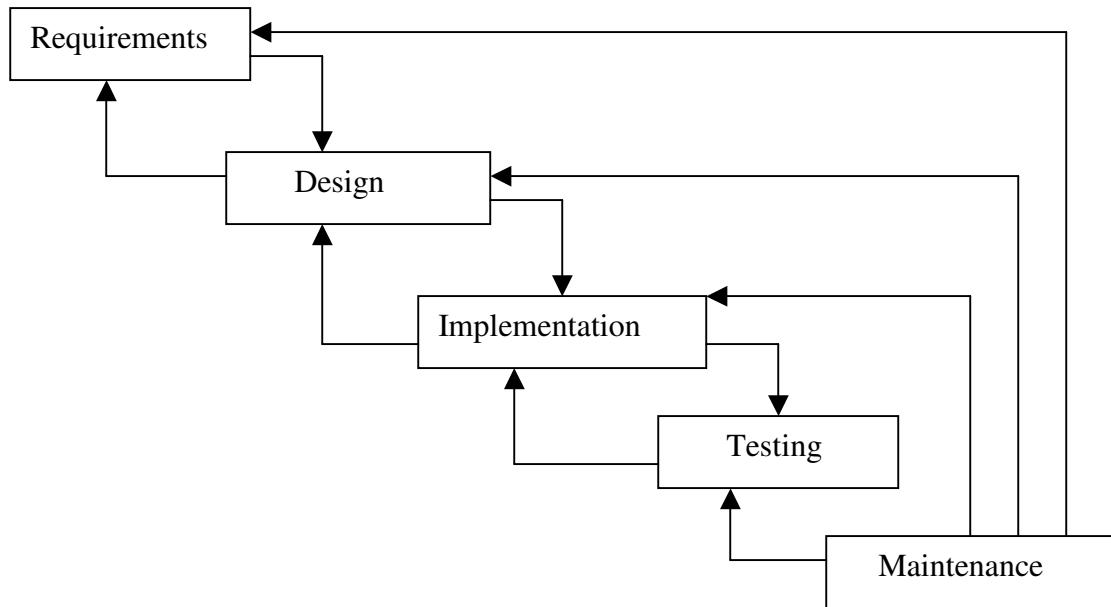 Requirements
Design
Implementation
Testing
Maintenance